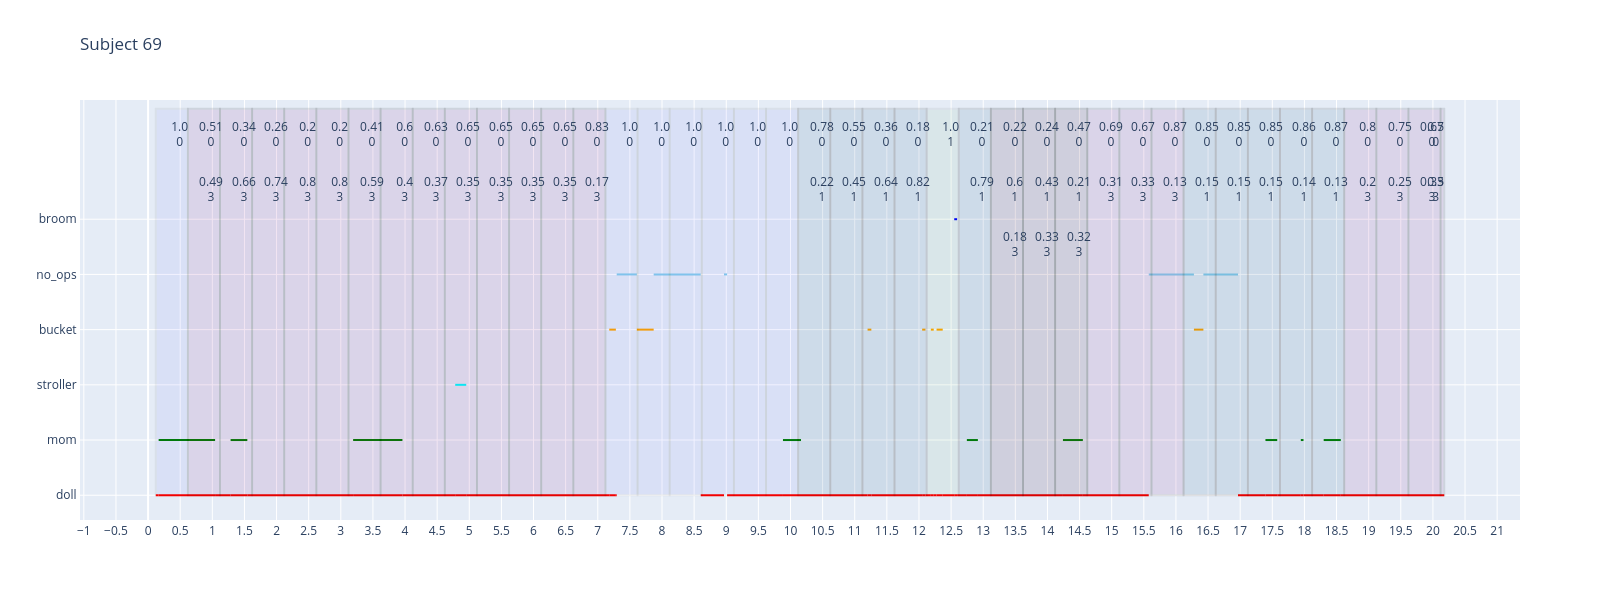 Subject 69
1.0 0.51 0.34 0.26 0.2 0.2 0.41 0.6 0.63 0.65 0.65 0.65 0.65 0.83 1.0 1.0 1.0 1.0 1.0 1.0 0.78 0.55 0.36 0.18 1.0 0.21 0.22 0.24 0.47 0.69 0.67 0.87 0.85 0.85 0.85 0.86 0.87 0.8 0.75
0 0 0 0 0 0 0 0 0 0 0 0 0 0 0 0 0 0 0 0 0 0 0 0 1 0 0 0 0 0 0 0 0 0 0 0 0 0 0 0 0
0.49 0.66 0.74 0.8 0.8 0.59 0.4 0.37 0.35 0.35 0.35 0.35 0.17 0.22 0.45 0.64 0.82 0.79 0.6 0.43 0.21 0.31 0.33 0.13 0.15 0.15 0.15 0.14 0.13 0.2 0.25
3 3 3 3 3 3 3 3 3 3 3 3 3 1 1 1 1 1 1 1 1 3 3 3 1 1 1 1 1 3 3 3 3
broom
0.18 0.33 0.32
3 3 3
no_ops
bucket
stroller
mom
doll
−1 −0.5 0 0.5 1 1.5 2 2.5 3 3.5 4 4.5 5 5.5 6 6.5 7 7.5 8 8.5 9 9.5 10 10.5 11 11.5 12 12.5 13 13.5 14 14.5 15 15.5 16 16.5 17 17.5 18 18.5 19 19.5 20 20.5 21